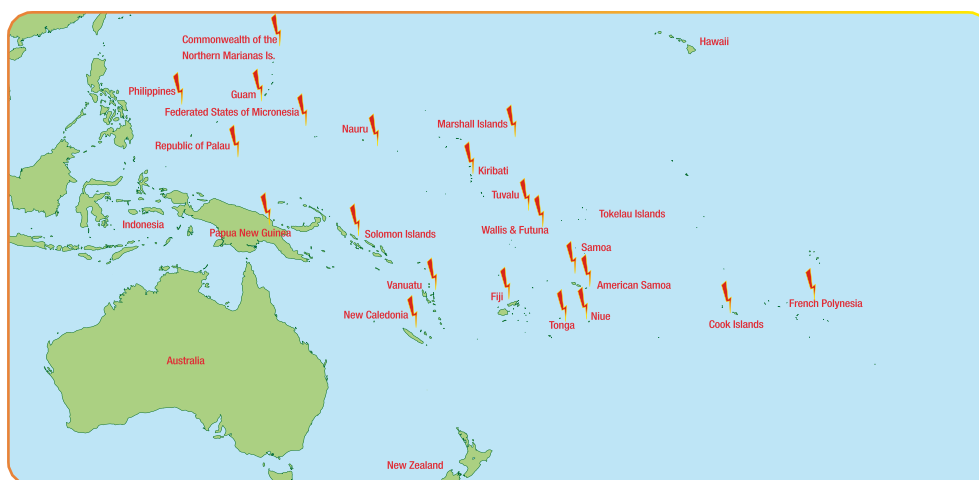 Commonwealth of the
Northern Marianas Is.
Hawaii
Philippines
Guam
Federated States of Micronesia
Nauru
Marshall Islands
Republic of Palau
Kiribati
Tuvalu
Tokelau Islands
Indonesia
Papua New Guinea
Solomon Islands
Wallis & Futuna
Samoa
Vanuatu
American Samoa
Fiji
French Polynesia
New Caledonia
Niue
Tonga
Cook Islands
Australia
New Zealand